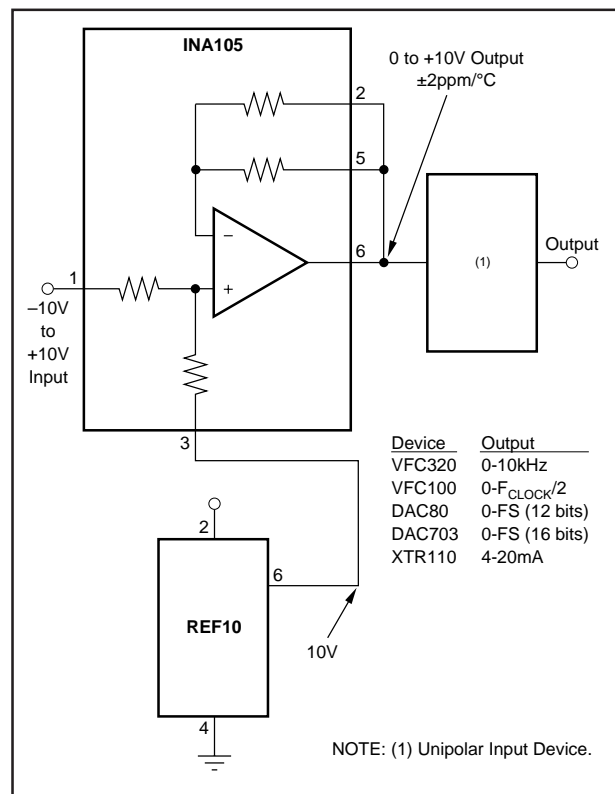 INA105
0 to +10V Output
±2ppm/°C
2
5
6
1
–
+
(1)
Output
–10V
to
+10V
Input
3
Device Output
VFC320 0-10kHz
VFC100 0-FCLOCK/2
DAC80 0-FS (12 bits)
DAC703 0-FS (16 bits)
XTR110 4-20mA
2
6
REF10
10V
4
NOTE: (1) Unipolar Input Device.